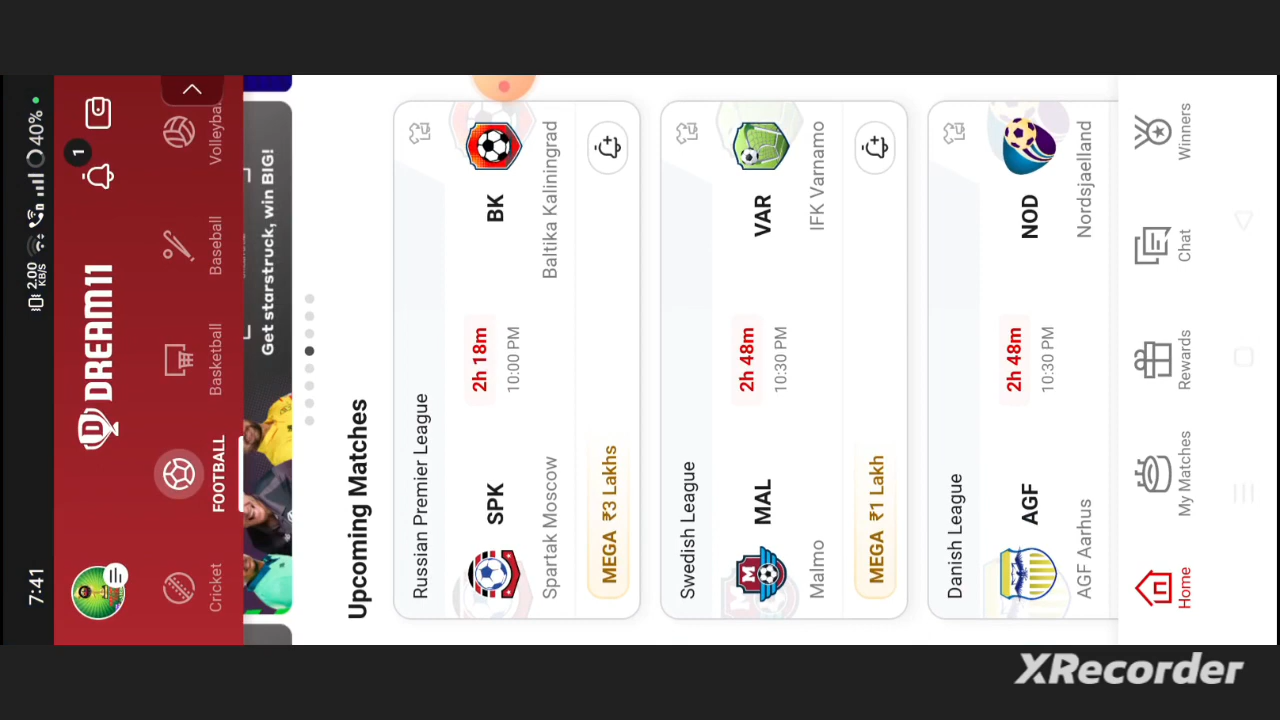 7:41
2.00
KB/S
40%
DREAM11
1
Cricket
FOOTBALL
Basketball
Baseball
Volleyba
Get starstruck, win BIG!
Upcoming Matches
Russian Premier League
SPK
2h 18m
BK
Spartak Moscow
10:00 PM
Baltika Kaliningrad
MEGA ₹3 Lakhs
Swedish League
MAL
2h 48m
VAR
Malmo
10:30 PM
IFK Varnamo
MEGA ₹1 Lakh
Danish League
AGF
2h 48m
NOD
AGF Aarhus
10:30 PM
Nordsjaelland
Home
My Matches
Rewards
Chat
Winners
XRecorder